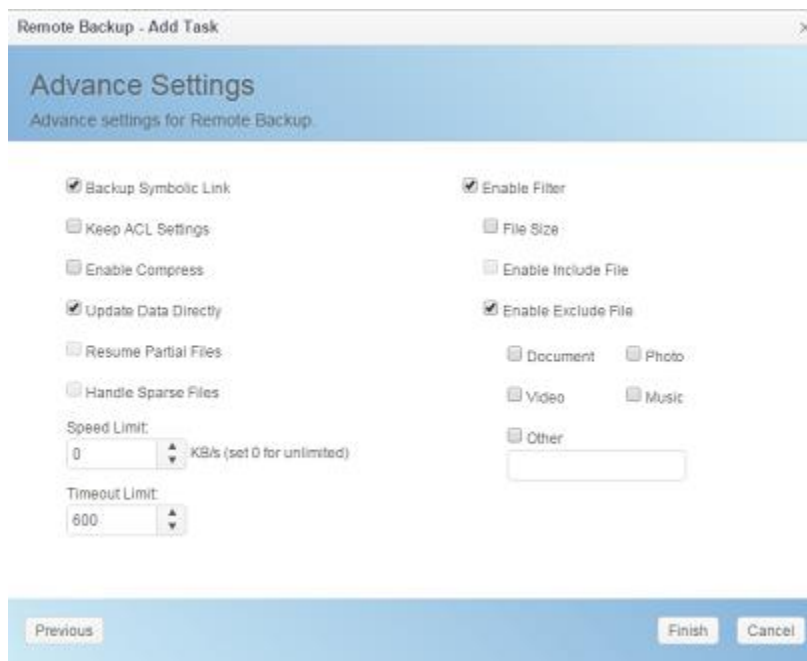 Remote Backup - Add Task
Advance Settings
Advance settings for Remote Backup.
Backup Symbolic Link
Keep ACL Settings
Enable Compress
Update Data Directly
Resume Partial Files
Handle Sparse Files
Speed Limit:
0 KB/s (set 0 for unlimited)
Timeout Limit:
600
Enable Filter
File Size
Enable Include File
Enable Exclude File
Document Photo
Video Music
Other
Previous Finish Cancel